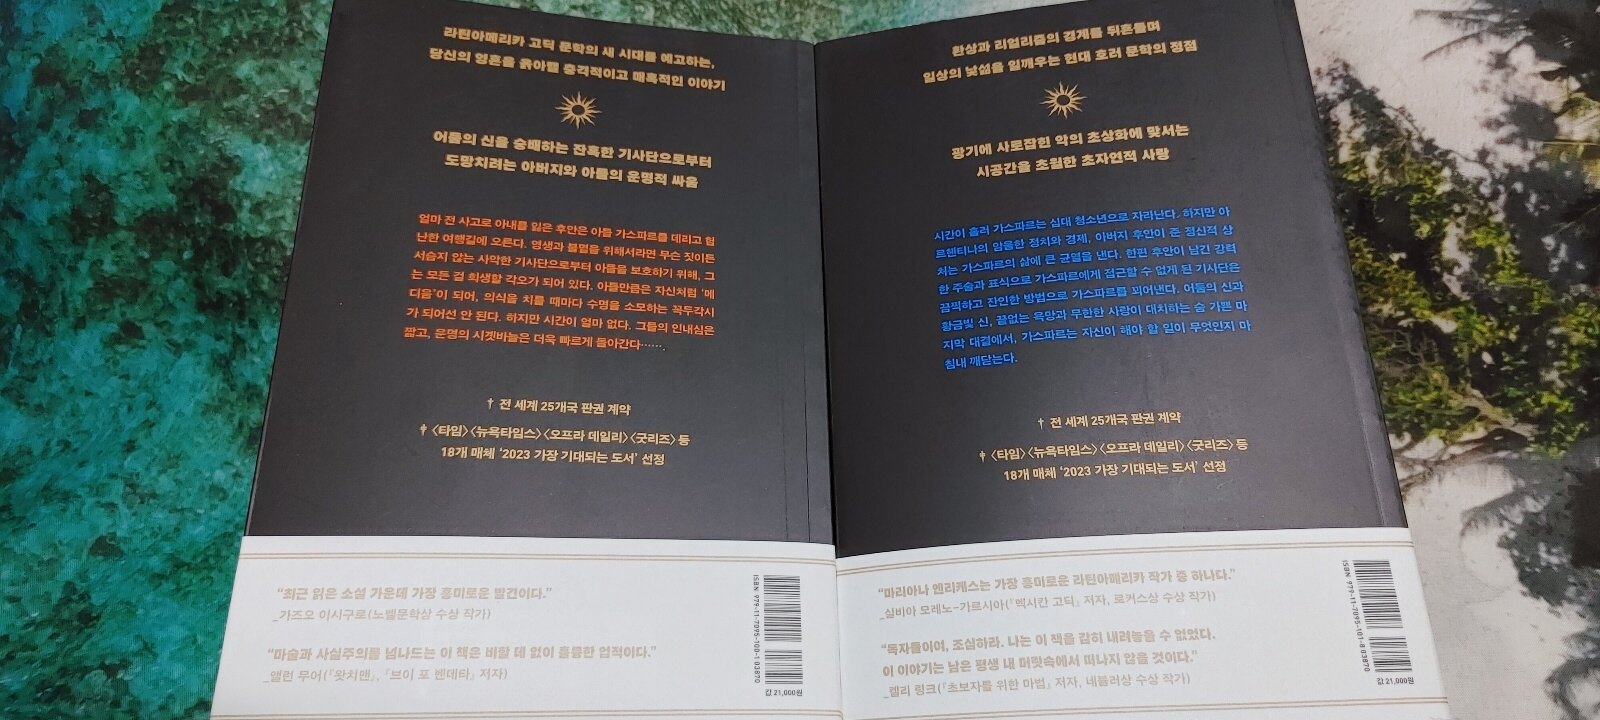 라틴아메리카 고딕 문학의 새 시대를 예고하는,
당신의 영혼을 옭아맬 충격적이고 매혹적인 이야기
어둠의 신을 숭배하는 잔혹한 기사단으로부터
도망치려는 아버지와 아들의 운명적 싸움
얼마 전 사고로 아내를 잃은 후안은 아들 가스파르를 데리고 험
난한 여행길에 오른다. 영생과 불멸을 위해서라면 무슨 짓이든
서슴지 않는 사악한 기사단으로부터 아들을 보호하기 위해, 그
는 모든 걸 희생할 각오가 되어 있다. 아들만큼은 자신처럼 ‘메
디움’이 되어, 의식을 치를 때마다 수명을 소모하는 꼭두각시
가 되어선 안 된다. 하지만 시간이 얼마 없다. 그들의 인내심은
짧고, 운명의 시곗바늘은 더욱 빠르게 돌아간다…….
† 전 세계 25개국 판권 계약
‡ 〈타임〉〈뉴욕타임스〉〈오프라 데일리〉〈굿리즈〉 등
18개 매체 ‘2023 가장 기대되는 도서’ 선정
“최근 읽은 소설 가운데 가장 흥미로운 발견이다.”
_가즈오 이시구로(노벨문학상 수상 작가)
“마술과 사실주의를 넘나드는 이 책은 비할 데 없이 훌륭한 업적이다.”
_앨런 무어(『왓치맨』, 『브이 포 벤데타』 저자)
ISBN 979-11-7095-100-1 03870
값 21,000원
환상과 리얼리즘의 경계를 뒤흔들며
일상의 낯섦을 일깨우는 현대 호러 문학의 정점
광기에 사로잡힌 악의 초상화에 맞서는
시공간을 초월한 초자연적 사랑
시간이 흘러 가스파르는 십대 청소년으로 자라난다. 하지만 아
르헨티나의 암울한 정치와 경제, 아버지 후안이 준 정신적 상
처는 가스파르의 삶에 큰 균열을 낸다. 한편 후안이 남긴 강력
한 주술과 표식으로 가스파르에게 접근할 수 없게 된 기사단은
끔찍하고 잔인한 방법으로 가스파르를 꾀어낸다. 어둠의 신과
황금빛 신, 끝없는 욕망과 무한한 사랑이 대치하는 숨 가쁜 마
지막 대결에서, 가스파르는 자신이 해야 할 일이 무엇인지 마
침내 깨닫는다.
† 전 세계 25개국 판권 계약
‡ 〈타임〉〈뉴욕타임스〉〈오프라 데일리〉〈굿리즈〉 등
18개 매체 ‘2023 가장 기대되는 도서’ 선정
“마리아나 엔리케스는 가장 흥미로운 라틴아메리카 작가 중 하나다.”
_실비아 모레노-가르시아(『멕시칸 고딕』 저자, 로커스상 수상 작가)
“독자들이여, 조심하라. 나는 이 책을 감히 내려놓을 수 없었다.
이 이야기는 남은 평생 내 머릿속에서 떠나지 않을 것이다.”
_켈리 링크(『초보자를 위한 마법』 저자, 네뷸러상 수상 작가)
ISBN 979-11-7095-101-8 03870
값 21,000원